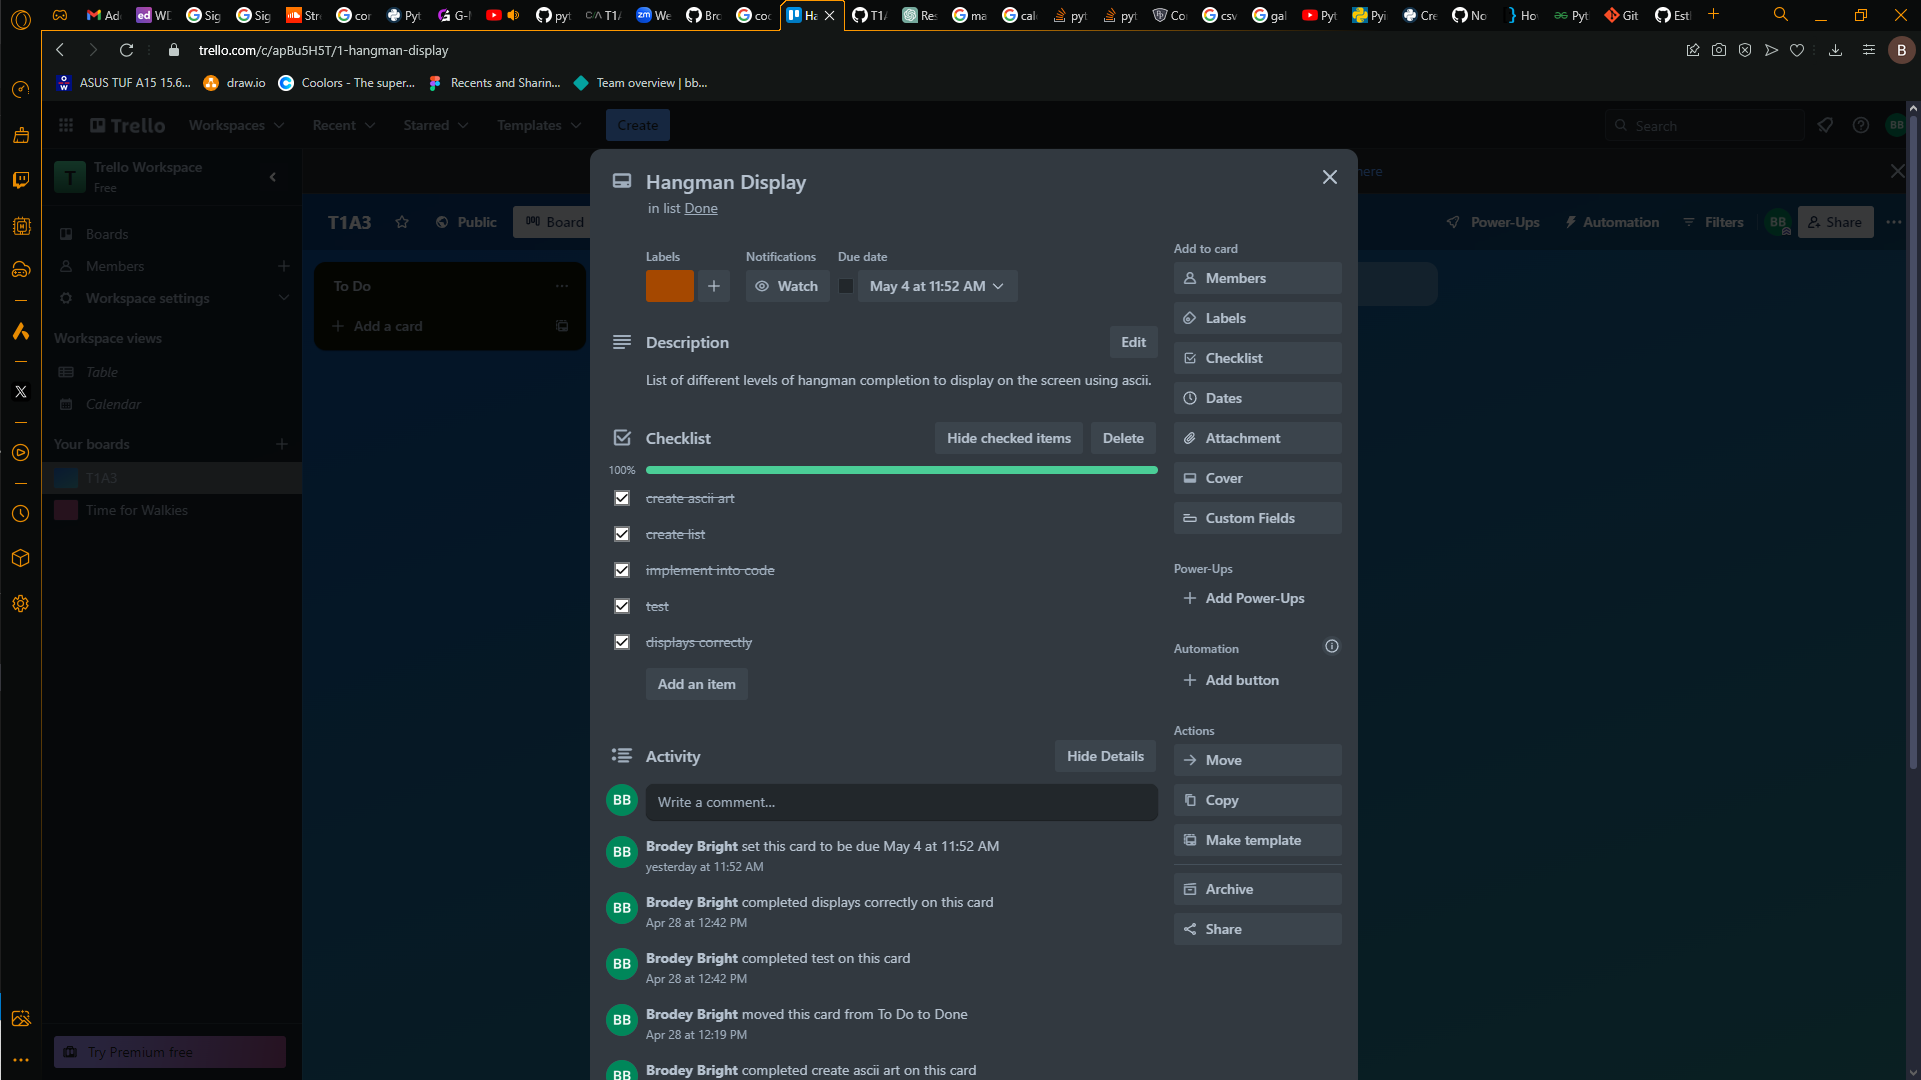 Ado
WD
Sig
Sig
Stre
cor
Pyt
G-M
pyt
T1A
We
Bro
coo
Ha
T1A
Res
ma
calc
pyt
pyt
Cor
csv
gal
Pyt
Pyi
Cre
No
Ho
Pyt
Git
Est
trello.com/c/apBu5H5T/1-hangman-display
B
ASUS TUF A15 15.6...
draw.io
Coolors - The super...
Recents and Sharin...
Team overview | bb...
Trello
Workspaces
Recent
Starred
Templates
Create
Search
BB
T
Trello Workspace
Free
here
Boards
Members
Workspace settings
Workspace views
Table
Calendar
Your boards
T1A3
Time for Walkies
Try Premium free
T1A3
Public
Board
Power-Ups
Automation
Filters
BB
Share
To Do
Add a card
Hangman Display
in list Done
Labels
Notifications
Due date
Watch
May 4 at 11:52 AM
Description
Edit
List of different levels of hangman completion to display on the screen using ascii.
Checklist
Hide checked items
Delete
100%
create ascii art
create list
implement into code
test
displays correctly
Add an item
Activity
Hide Details
BB
Write a comment...
BB
Brodey Bright set this card to be due May 4 at 11:52 AM
yesterday at 11:52 AM
BB
Brodey Bright completed displays correctly on this card
Apr 28 at 12:42 PM
BB
Brodey Bright completed test on this card
Apr 28 at 12:42 PM
BB
Brodey Bright moved this card from To Do to Done
Apr 28 at 12:19 PM
BB
Brodey Bright completed create ascii art on this card
Add to card
Members
Labels
Checklist
Dates
Attachment
Cover
Custom Fields
Power-Ups
Add Power-Ups
Automation
Add button
Actions
Move
Copy
Make template
Archive
Share